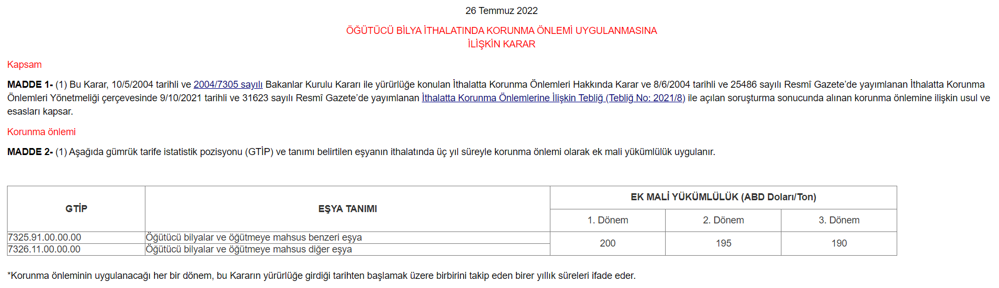 26 Temmuz 2022
ÖĞÜTÜCÜ BİLYA İTHALATINDA KORUNMA ÖNLEMİ UYGULANMASINA
İLİŞKİN KARAR
Kapsam
MADDE 1- (1) Bu Karar, 10/5/2004 tarihli ve 2004/7305 sayılı Bakanlar Kurulu Kararı ile yürürlüğe konulan İthalatta Korunma Önlemleri Hakkında Karar ve 8/6/2004 tarihli ve 25486 sayılı Resmî Gazete’de yayımlanan İthalatta Korunma
Önlemleri Yönetmeliği çerçevesinde 9/10/2021 tarihli ve 31623 sayılı Resmî Gazete’de yayımlanan İthalatta Korunma Önlemlerine İlişkin Tebliğ (Tebliğ No: 2021/8) ile açılan soruşturma sonucunda alınan korunma önlemine ilişkin usul ve
esasları kapsar.
Korunma önlemi
MADDE 2- (1) Aşağıda gümrük tarife istatistik pozisyonu (GTİP) ve tanımı belirtilen eşyanın ithalatında üç yıl süreyle korunma önlemi olarak ek mali yükümlülük uygulanır.
GTİP EŞYA TANIMI EK MALİ YÜKÜMLÜLÜK (ABD Doları/Ton)
1. Dönem 2. Dönem 3. Dönem
7325.91.00.00.00 Öğütücü bilyalar ve öğütmeye mahsus benzeri eşya
200 195 190
7326.11.00.00.00 Öğütücü bilyalar ve öğütmeye mahsus diğer eşya
*Korunma önleminin uygulanacağı her bir dönem, bu Kararın yürürlüğe girdiği tarihten başlamak üzere birbirini takip eden birer yıllık süreleri ifade eder.